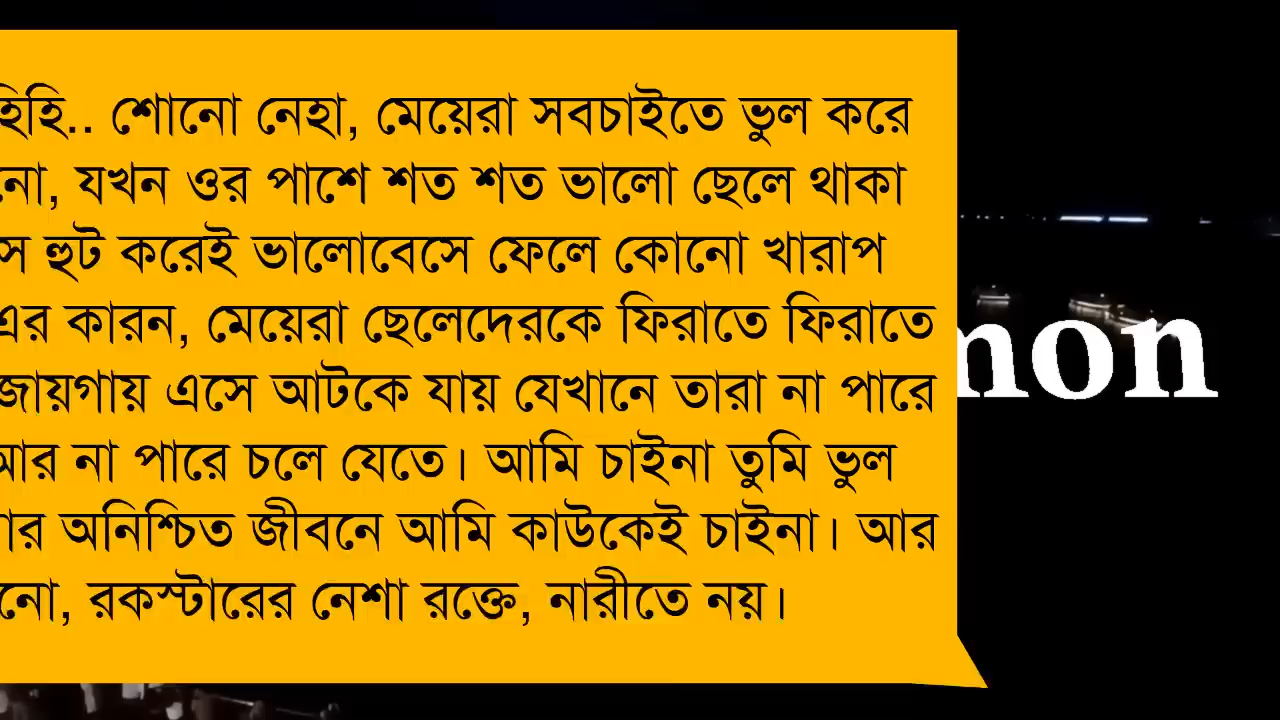 হিহি.. শোনো নেহা, মেয়েরা সবচাইতে ভুল করে
নো, যখন ওর পাশে শত শত ভালো ছেলে থাকা
স হুট করেই ভালোবেসে ফেলে কোনো খারাপ
এর কারন, মেয়েরা ছেলেদেরকে ফিরাতে ফিরাতে
জায়গায় এসে আটকে যায় যেখানে তারা না পারে
আর না পারে চলে যেতে। আমি চাইনা তুমি ভুল
ার অনিশ্চিত জীবনে আমি কাউকেই চাইনা। আর
নো, রকস্টারের নেশা রক্তে, নারীতে নয়।
mon